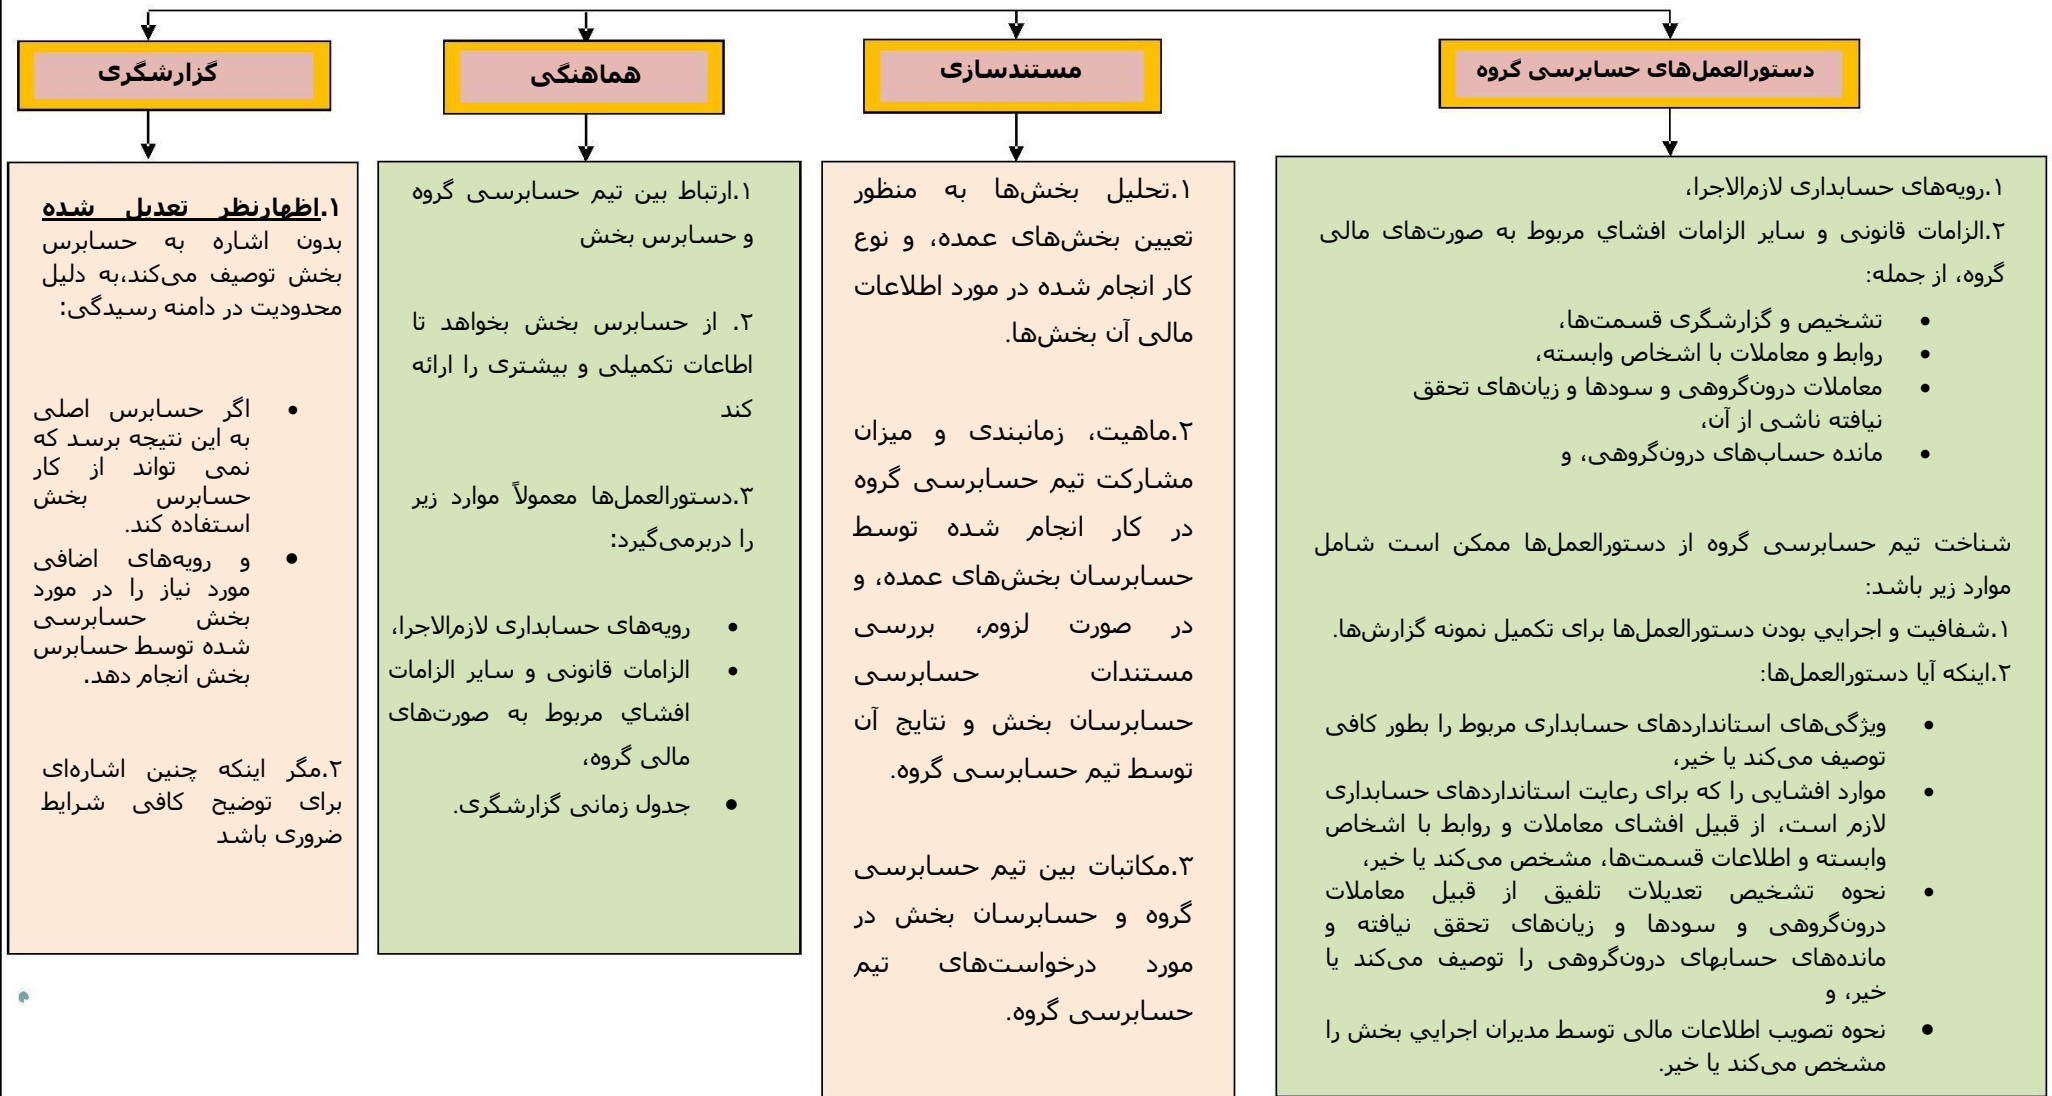 دستورالعمل‌های حسابرسی گروه
۱.رویه‌های حسابداری لازم‌الاجرا،
۲.الزامات قانونی و سایر الزامات افشاي مربوط به صورت‌های مالی
گروه، از جمله:
• تشخیص و گزارشگری قسمت‌ها،
• روابط و معاملات با اشخاص وابسته،
• معاملات درون‌گروهی و سودها و زیان‌های تحقق
نیافته ناشی از آن،
• مانده حساب‌های درون‌گروهی، و
شناخت تیم حسابرسی گروه از دستورالعمل‌ها ممکن است شامل
موارد زیر باشد:
۱.شفافیت و اجرايي بودن دستورالعمل‌ها برای تکمیل نمونه گزارش‌ها.
۲.اینکه آیا دستورالعمل‌ها:
• ویژگی‌های استانداردهای حسابداری مربوط را بطور کافی
توصیف می‌کند یا خیر،
• موارد افشایی را که برای رعایت استانداردهای حسابداری
لازم است، از قبیل افشای معاملات و روابط با اشخاص
وابسته و اطلاعات قسمت‌ها، مشخص می‌کند یا خیر،
• نحوه تشخیص تعدیلات تلفیق از قبیل معاملات
درون‌گروهی و سودها و زیان‌های تحقق نیافته و
مانده‌های حسابهای درون‌گروهی را توصیف می‌کند یا
خیر، و
• نحوه تصویب اطلاعات مالی توسط مدیران اجرايي بخش را
مشخص می‌کند یا خیر.
مستندسازی
۱.تحلیل بخش‌ها به منظور
تعیین بخش‌های عمده، و نوع
کار انجام شده در مورد اطلاعات
مالی آن بخش‌ها.
۲.ماهیت، زمانبندی و میزان
مشارکت تیم حسابرسی گروه
در کار انجام شده توسط
حسابرسان بخش‌های عمده، و
در صورت لزوم، بررسی
مستندات حسابرسی
حسابرسان بخش و نتایج آن
توسط تیم حسابرسی گروه.
۳.مکاتبات بین تیم حسابرسی
گروه و حسابرسان بخش در
مورد درخواست‌های تیم
حسابرسی گروه.
هماهنگی
۱.ارتباط بین تیم حسابرسی گروه
و حسابرس بخش
۲. از حسابرس بخش بخواهد تا
اطاعات تکمیلی و بیشتری را ارائه
کند
۳.دستورالعمل‌ها معمولاً موارد زیر
را دربرمی‌گیرد:
• رویه‌های حسابداری لازم‌الاجرا،
• الزامات قانونی و سایر الزامات
افشاي مربوط به صورت‌های
مالی گروه،
• جدول زمانی گزارشگری.
گزارشگری
۱.اظهارنظر تعدیل شده
بدون اشاره به حسابرس
بخش توصیف می‌کند،به دلیل
محدودیت در دامنه رسیدگی:
• اگر حسابرس اصلی
به این نتیجه برسد که
نمی تواند از کار
حسابرس بخش
استفاده کند.
• و رویه‌های اضافی
مورد نیاز را در مورد
بخش حسابرسی
شده توسط حسابرس
بخش انجام دهد.
۲.مگر اینکه چنین اشاره‌ای
برای توضیح کافی شرایط
ضروری باشد